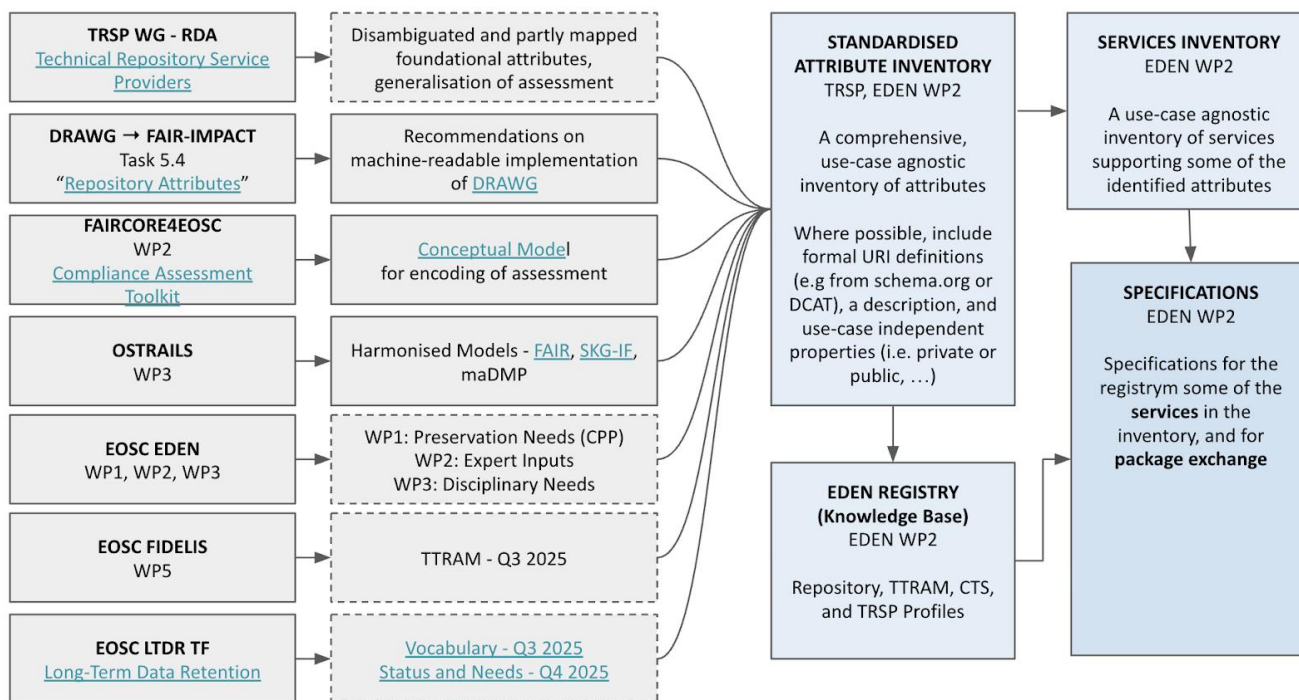 TRSP WG - RDA
Technical Repository Service
Providers
Disambiguated and partly mapped
foundational attributes,
generalisation of assessment
DRAWG → FAIR-IMPACT
Task 5.4
“Repository Attributes”
Recommendations on
machine-readable implementation
of DRAWG
FAIRCORE4EOSC
WP2
Compliance Assessment
Toolkit
Conceptual Model
for encoding of assessment
OSTRAILS
WP3
Harmonised Models - FAIR, SKG-IF,
maDMP
EOSC EDEN
WP1, WP2, WP3
WP1: Preservation Needs (CPP)
WP2: Expert Inputs
WP3: Disciplinary Needs
EOSC FIDELIS
WP5
TTRAM - Q3 2025
EOSC LTDR TF
Long-Term Data Retention
Vocabulary - Q3 2025
Status and Needs - Q4 2025
STANDARDISED
ATTRIBUTE INVENTORY
TRSP, EDEN WP2
A comprehensive,
use-case agnostic
inventory of attributes
Where possible, include
formal URI definitions
(e.g from schema.org or
DCAT), a description, and
use-case independent
properties (i.e. private or
public, …)
EDEN REGISTRY
(Knowledge Base)
EDEN WP2
Repository, TTRAM, CTS,
and TRSP Profiles
SERVICES INVENTORY
EDEN WP2
A use-case agnostic
inventory of services
supporting some of the
identified attributes
SPECIFICATIONS
EDEN WP2
Specifications for the
registrym some of the
services in the
inventory, and for
package exchange